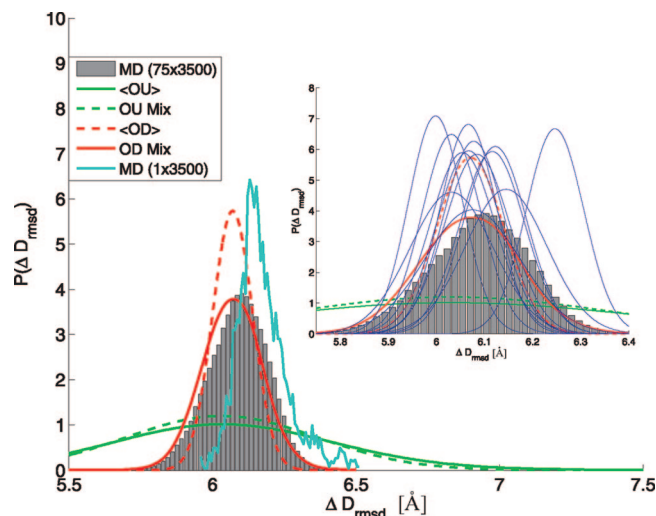 10
9
8
7
6
5
4
3
2
1
0
P(Δ D_rmsd)
MD (75x3500)
<OU>
OU Mix
<OD>
OD Mix
MD (1x3500)
5.5 6 6.5 7 7.5
Δ D_rmsd [Å]
8
7
6
5
4
3
2
1
0
P(Δ D_rmsd)
5.8 5.9 6 6.1 6.2 6.3 6.4
Δ D_rmsd [Å]